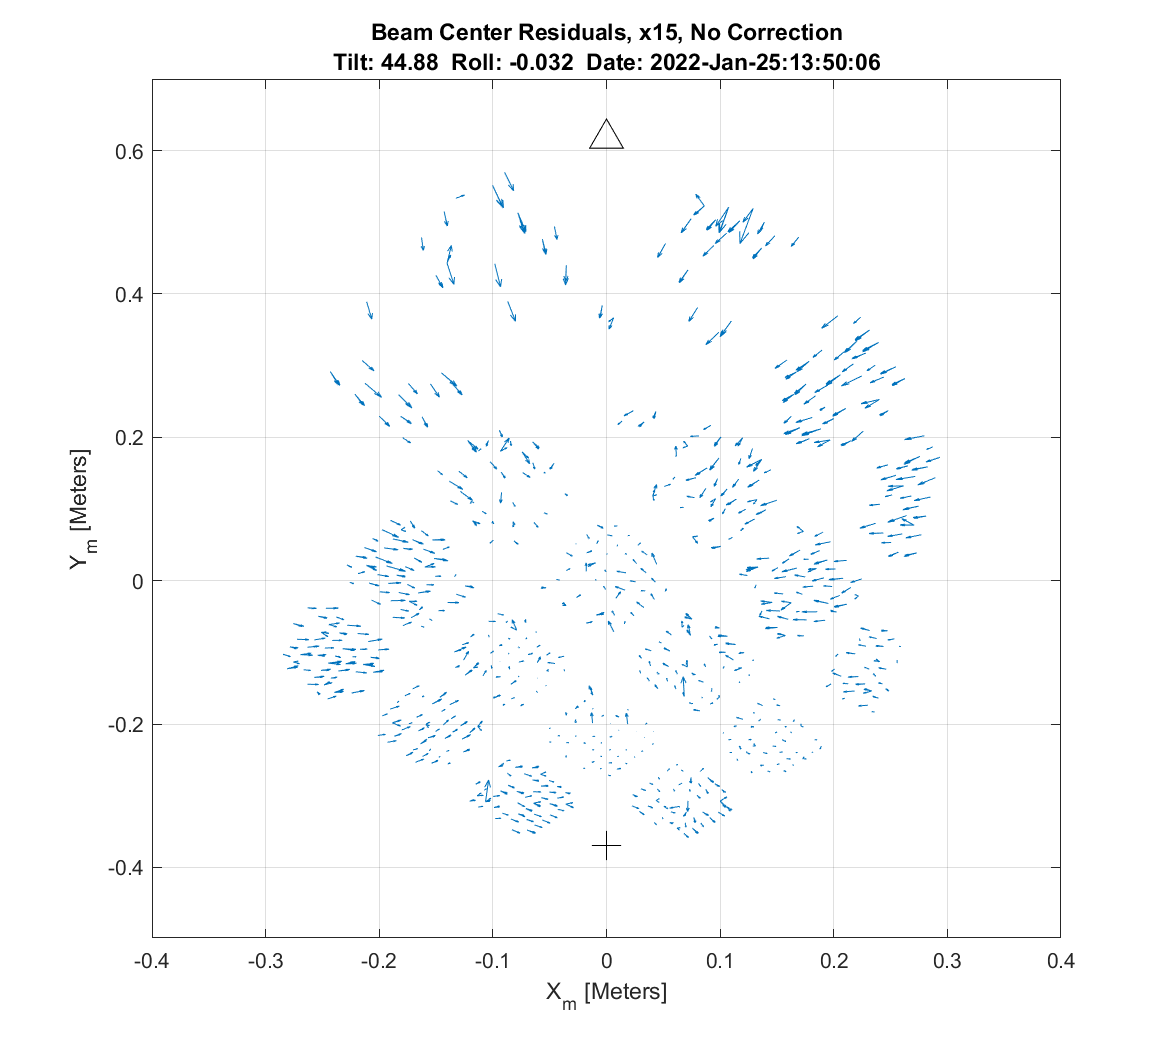 Beam Center Residuals, x15, No Correction
Tilt: 44.88 Roll: -0.032 Date: 2022-Jan-25:13:50:06
0.6
0.4
0.2
0
-0.2
-0.4
Y_m [Meters]
-0.4 -0.3 -0.2 -0.1 0 0.1 0.2 0.3 0.4
X_m [Meters]